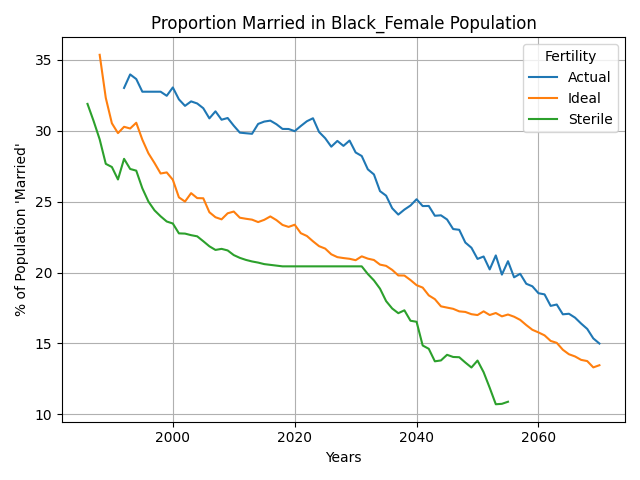 Proportion Married in Black_Female Population
% of Population 'Married'
35
30
25
20
15
10
Fertility
Actual
Ideal
Sterile
2000 2020 2040 2060
Years